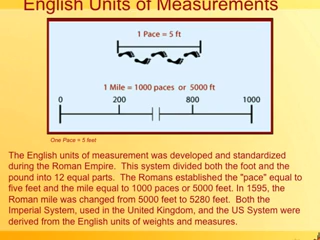 English Units of Measurements
1 Pace = 5 ft
1 Mile = 1000 paces or 5000 ft
0 200 800 1000
One Pace = 5 feet
The English units of measurement was developed and standardized
during the Roman Empire. This system divided both the foot and the
pound into 12 equal parts. The Romans established the "pace" equal to
five feet and the mile equal to 1000 paces or 5000 feet. In 1595, the
Roman mile was changed from 5000 feet to 5280 feet. Both the
Imperial System, used in the United Kingdom, and the US System were
derived from the English units of weights and measures.